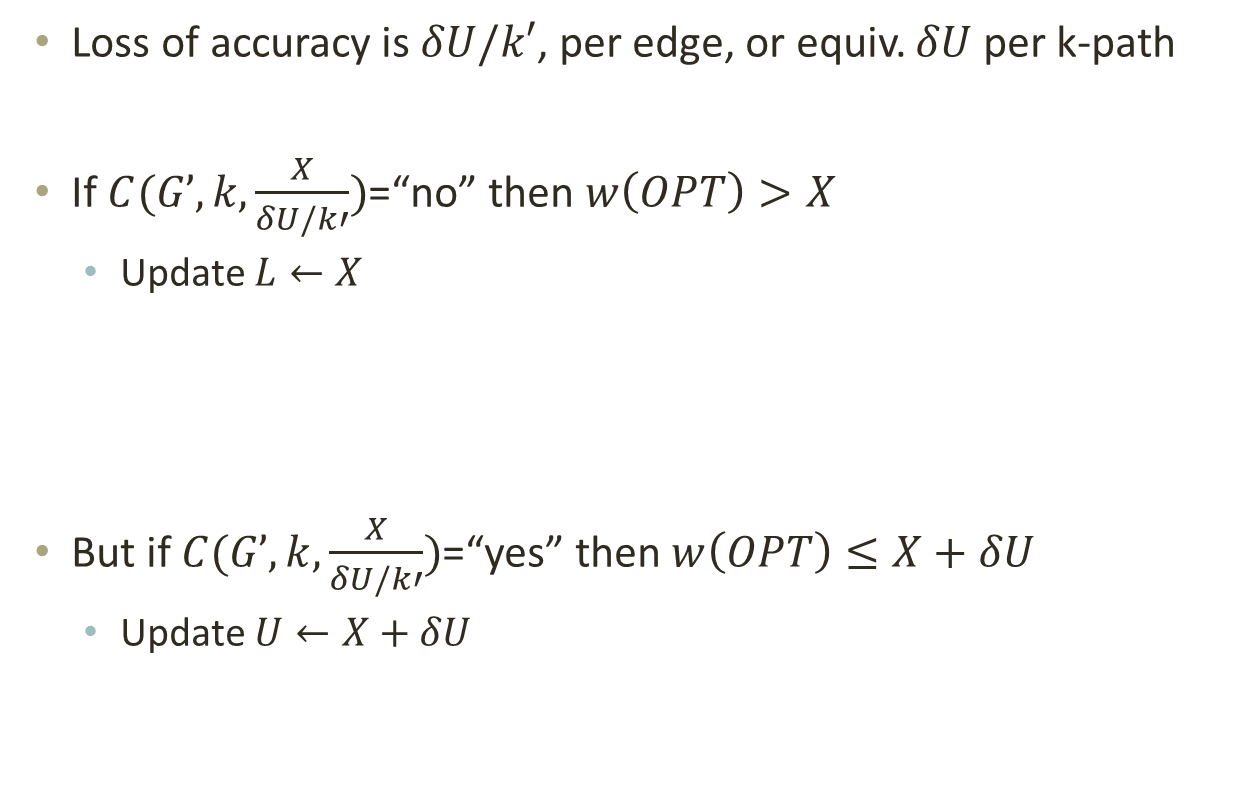 • Loss of accuracy is δU/k′, per edge, or equiv. δU per k-path
• If C(G’, k, X/(δU/k′))=“no” then w(OPT) > X
• Update L ← X
• But if C(G’, k, X/(δU/k′))=“yes” then w(OPT) ≤ X + δU
• Update U ← X + δU